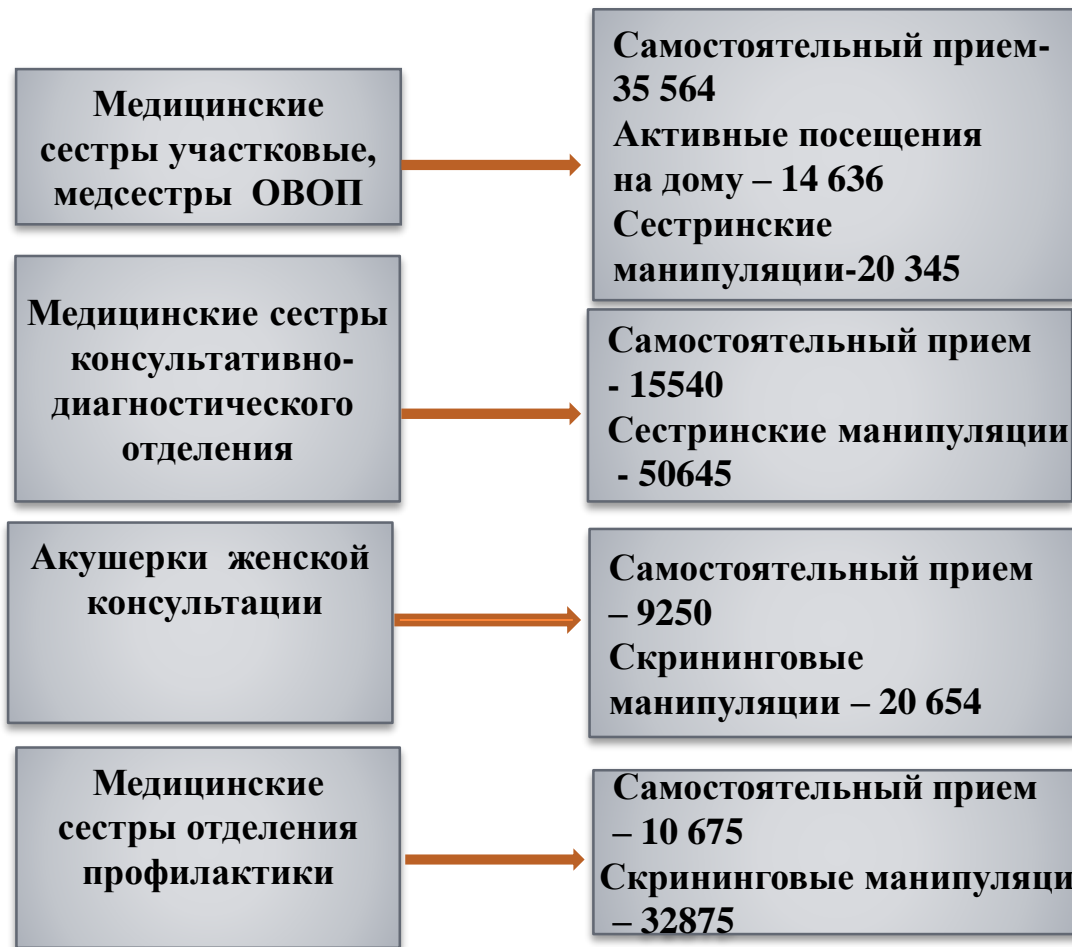 Медицинские
сестры участковые,
медсестры ОВОП
Самостоятельный прием-
35 564
Активные посещения
на дому – 14 636
Сестринские
манипуляции-20 345
Медицинские сестры
консультативно-
диагностического
отделения
Самостоятельный прием
- 15540
Сестринские манипуляции
- 50645
Акушерки женской
консультации
Самостоятельный прием
– 9250
Скрининговые
манипуляции – 20 654
Медицинские
сестры отделения
профилактики
Самостоятельный прием
– 10 675
Скрининговые манипуляци
– 32875